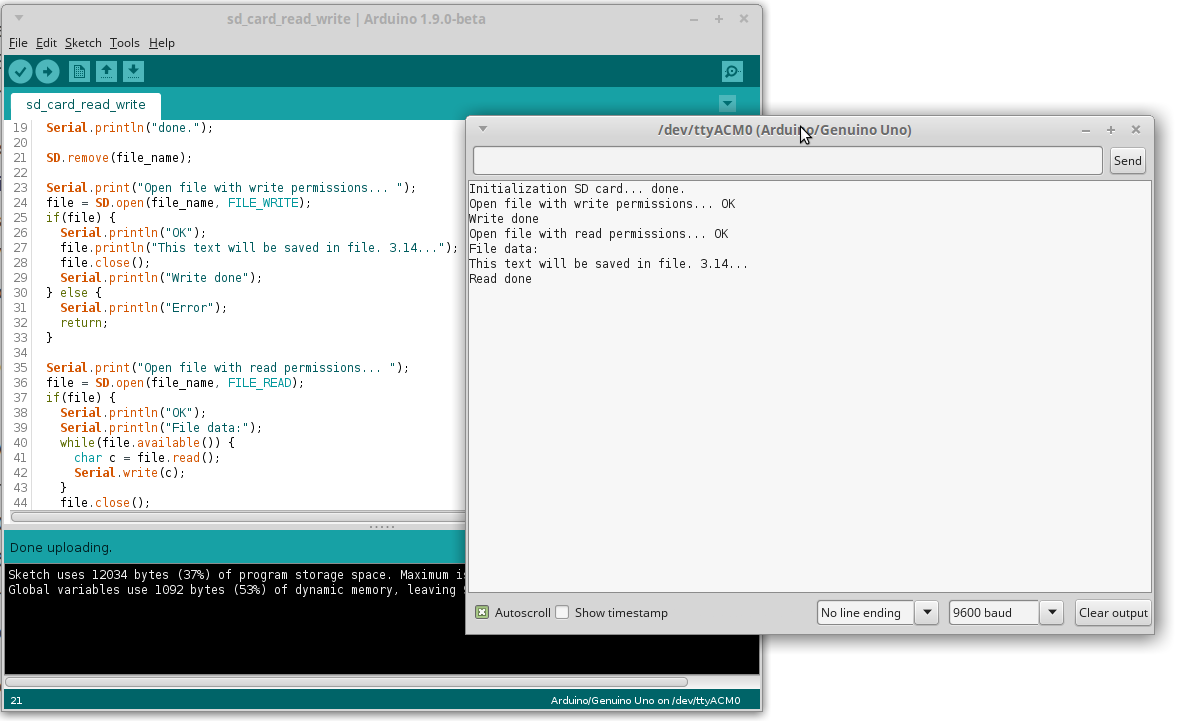 sd_card_read_write | Arduino 1.9.0-beta
File Edit Sketch Tools Help
sd_card_read_write
19 Serial.println("done.");
20
21 SD.remove(file_name);
22
23 Serial.print("Open file with write permissions... ");
24 file = SD.open(file_name, FILE_WRITE);
25 if(file) {
26 Serial.println("OK");
27 file.println("This text will be saved in file. 3.14...");
28 file.close();
29 Serial.println("Write done");
30 } else {
31 Serial.println("Error");
32 return;
33 }
34
35 Serial.print("Open file with read permissions... ");
36 file = SD.open(file_name, FILE_READ);
37 if(file) {
38 Serial.println("OK");
39 Serial.println("File data:");
40 while(file.available()) {
41 char c = file.read();
42 Serial.write(c);
43 }
44 file.close();
Done uploading.
Sketch uses 12034 bytes (37%) of program storage space. Maximum
Global variables use 1092 bytes (53%) of dynamic memory, leaving
21
Arduino/Genuino Uno on /dev/ttyACM0
/dev/ttyACM0 (Arduino/Genuino Uno)
Send
Initialization SD card... done.
Open file with write permissions... OK
Write done
Open file with read permissions... OK
File data:
This text will be saved in file. 3.14...
Read done
Autoscroll Show timestamp No line ending 9600 baud Clear output